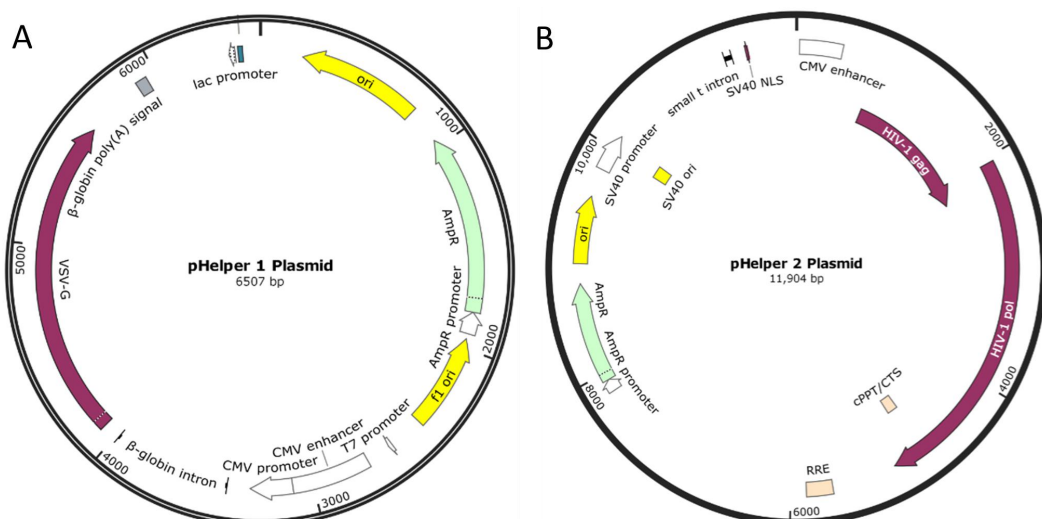 A
6000
lac promoter
ori
1000
β-globin poly(A) signal
AmpR
5000
VSV-G
pHelper 1 Plasmid
6507 bp
AmpR promoter
2000
f1 ori
T7 promoter
CMV enhancer
CMV promoter
3000
β-globin intron
4000
B
small t intron
SV40 NLS
CMV enhancer
2000
HIV-1 gag
10,000
SV40 promoter
SV40 ori
ori
pHelper 2 Plasmid
11,904 bp
HIV-1 pol
AmpR
AmpR promoter
8000
cPPT/CTS
4000
RRE
6000